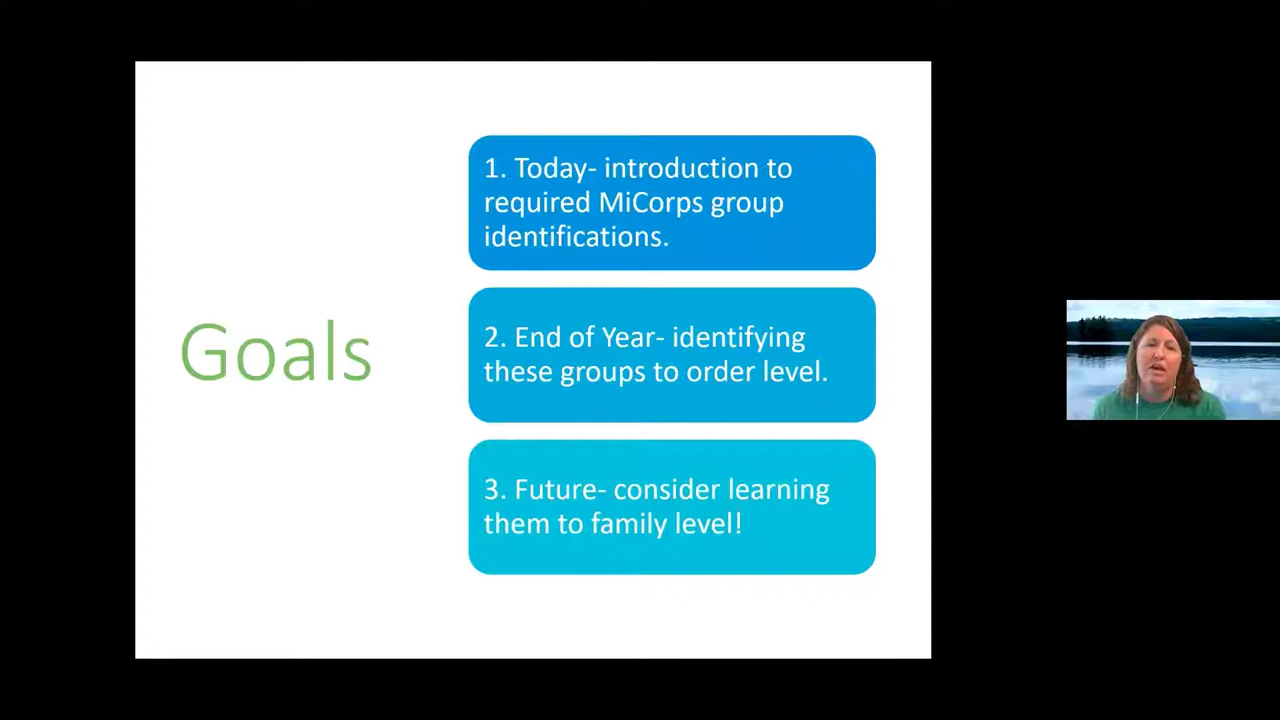 Goals
1. Today- introduction to
required MiCorps group
identifications.
2. End of Year- identifying
these groups to order level.
3. Future- consider learning
them to family level!